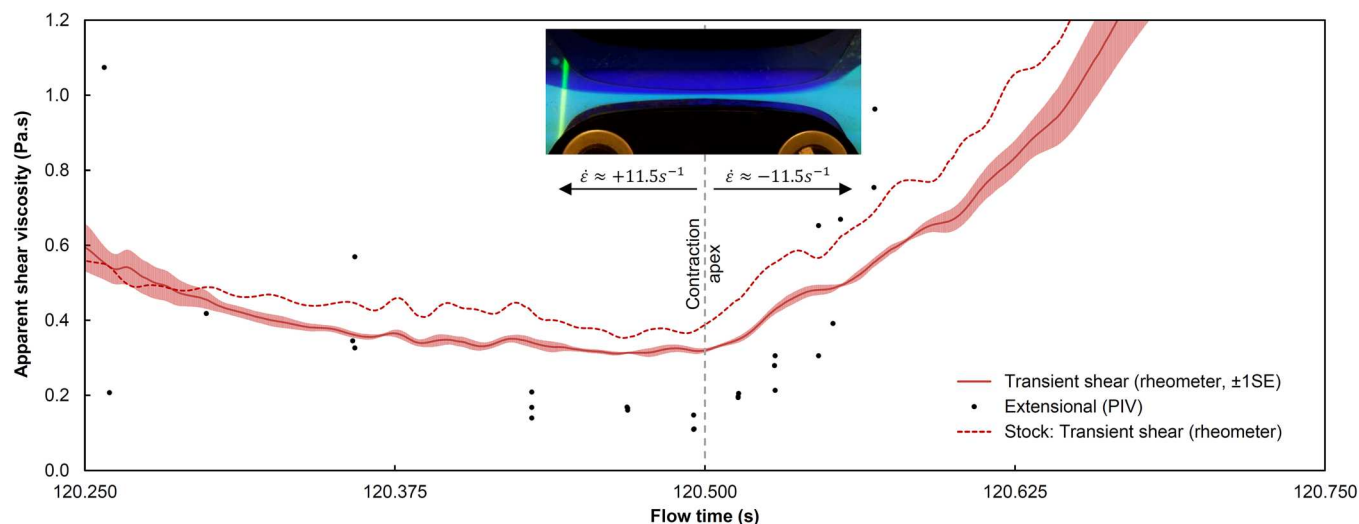 1.2
1.0
0.8
0.6
0.4
0.2
0.0
Apparent shear viscosity (Pa.s)
ε̇ ≈ +11.5s⁻¹
ε̇ ≈ −11.5s⁻¹
Contraction
apex
Transient shear (rheometer, ±1SE)
Extensional (PIV)
Stock: Transient shear (rheometer)
120.250
120.375
120.500
120.625
120.750
Flow time (s)